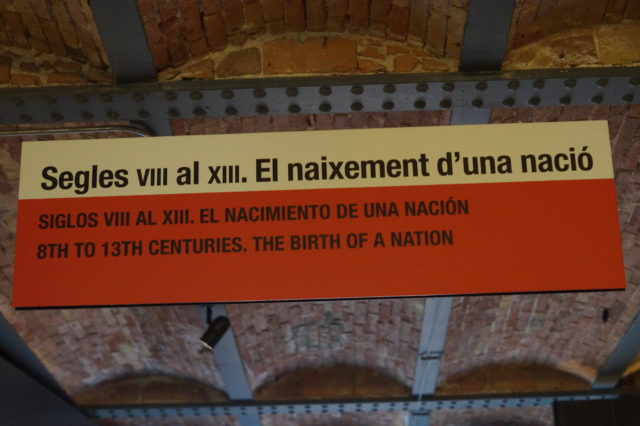 Segles VIII al XIII. El naixement d'una nació
SIGLOS VIII AL XIII. EL NACIMIENTO DE UNA NACIÓN
8TH TO 13TH CENTURIES. THE BIRTH OF A NATION